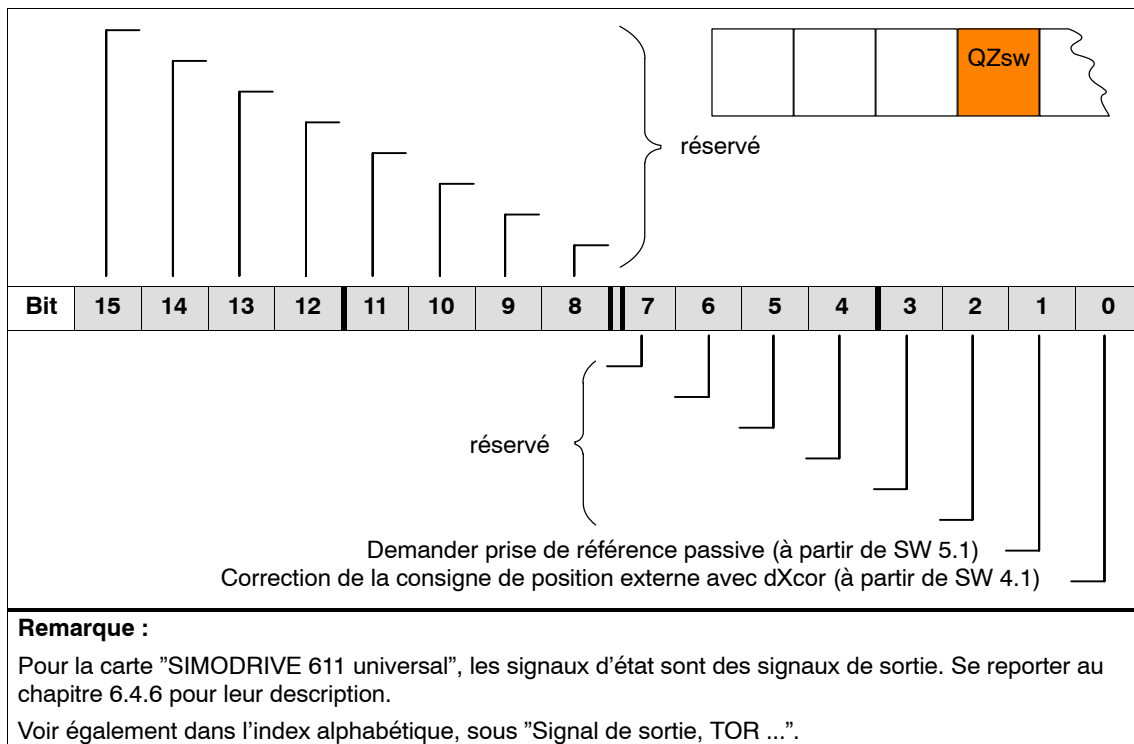 QZsw
réservé
Bit 15 14 13 12 11 10 9 8 7 6 5 4 3 2 1 0
réservé
Demander prise de référence passive (à partir de SW 5.1)
Correction de la consigne de position externe avec dXcor (à partir de SW 4.1)
Remarque :
Pour la carte ”SIMODRIVE 611 universal”, les signaux d’état sont des signaux de sortie. Se reporter au
chapitre 6.4.6 pour leur description.
Voir également dans l’index alphabétique, sous ”Signal de sortie, TOR ...”.